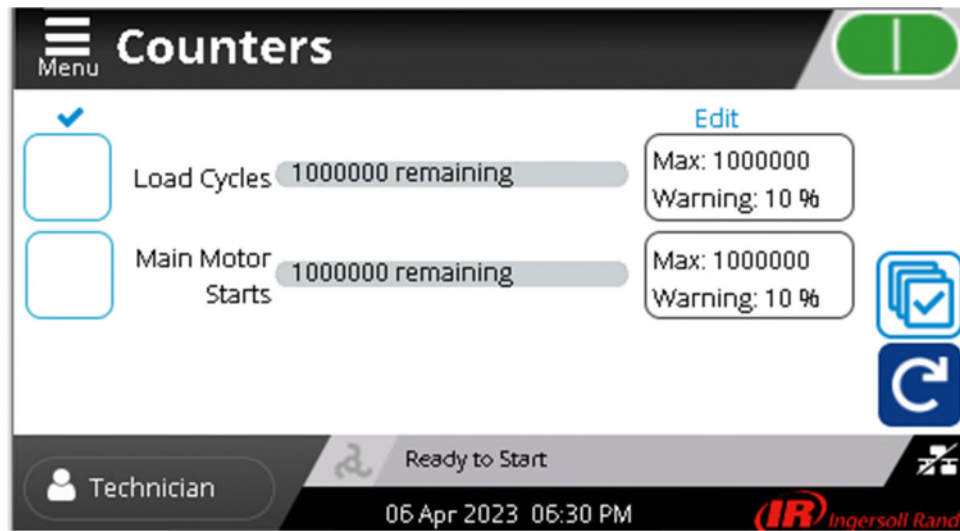 Menu
Counters
Edit
Load Cycles
1000000 remaining
Max: 1000000
Warning: 10 %
Main Motor
Starts
1000000 remaining
Max: 1000000
Warning: 10 %
Ready to Start
Technician
06 Apr 2023 06:30 PM
IR Ingersoll Rand